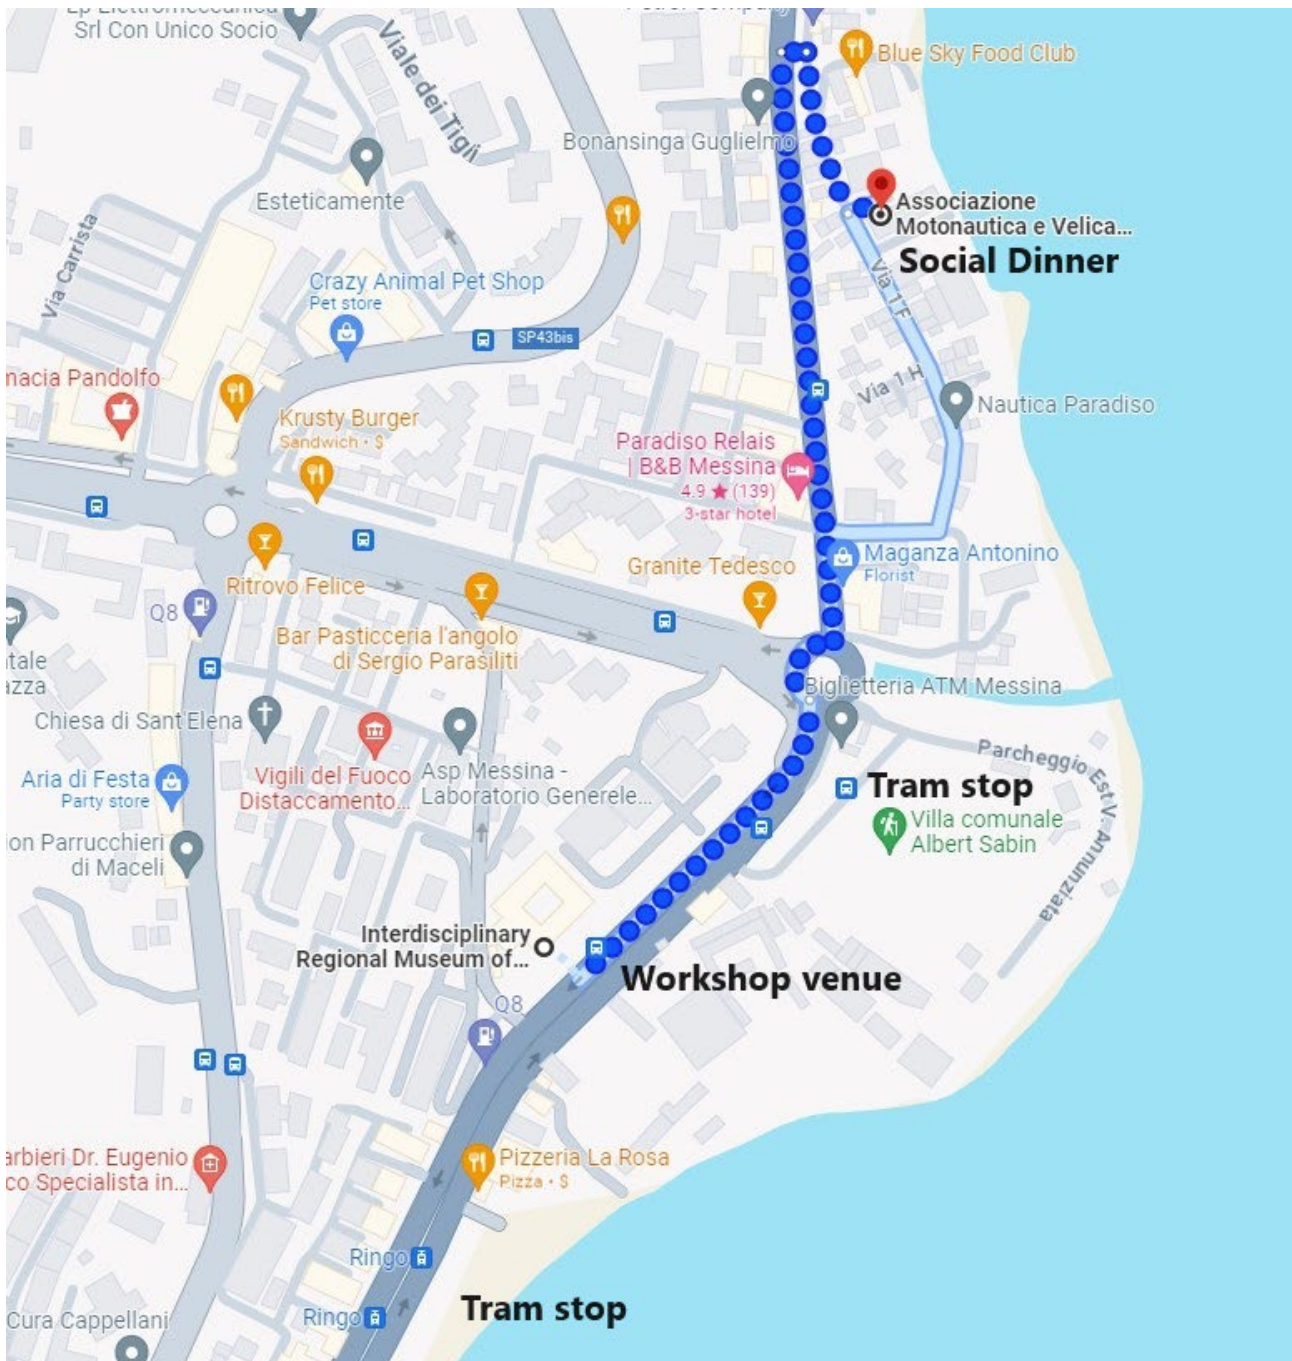 Srl Con Unico Socio
Viale dei Tigli
Blue Sky Food Club
Bonansinga Guglielmo
Esteticamente
Associazione
Motonautica e Velica...
Social Dinner
Via Carrista
Via 1 F
Crazy Animal Pet Shop
Pet store
SP43bis
Via 1 H
macia Pandolfo
Nautica Paradiso
Krusty Burger
Sandwich · $
Paradiso Relais
| B&B Messina
4.9 ★ (139)
3-star hotel
Maganza Antonino
Florist
Granite Tedesco
Ritrovo Felice
Q8
Bar Pasticceria l'angolo
di Sergio Parasiliti
tale
azza
Biglietteria ATM Messina
Chiesa di Sant'Elena
Parcheggio Est V. Annunziata
Vigili del Fuoco
Distaccamento...
Asp Messina -
Laboratorio Generele...
Aria di Festa
Party store
Tram stop
Villa comunale
Albert Sabin
on Parrucchieri
di Maceli
Interdisciplinary
Regional Museum of...
Workshop venue
Q8
arbieri Dr. Eugenio
co Specialista in...
Pizzeria La Rosa
Pizza · $
Ringo
Ringo
Tram stop
Cura Cappellani